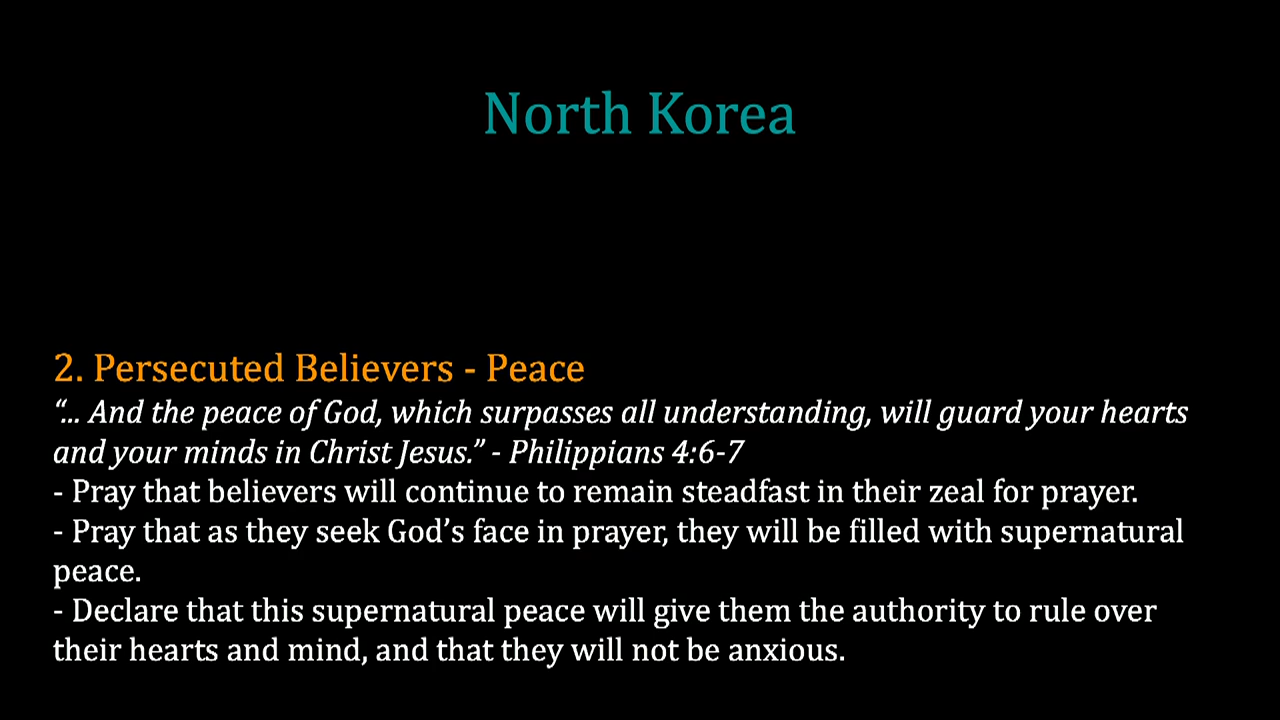 North Korea
2. Persecuted Believers - Peace
“... And the peace of God, which surpasses all understanding, will guard your hearts
and your minds in Christ Jesus.” - Philippians 4:6-7
- Pray that believers will continue to remain steadfast in their zeal for prayer.
- Pray that as they seek God’s face in prayer, they will be filled with supernatural
peace.
- Declare that this supernatural peace will give them the authority to rule over
their hearts and mind, and that they will not be anxious.